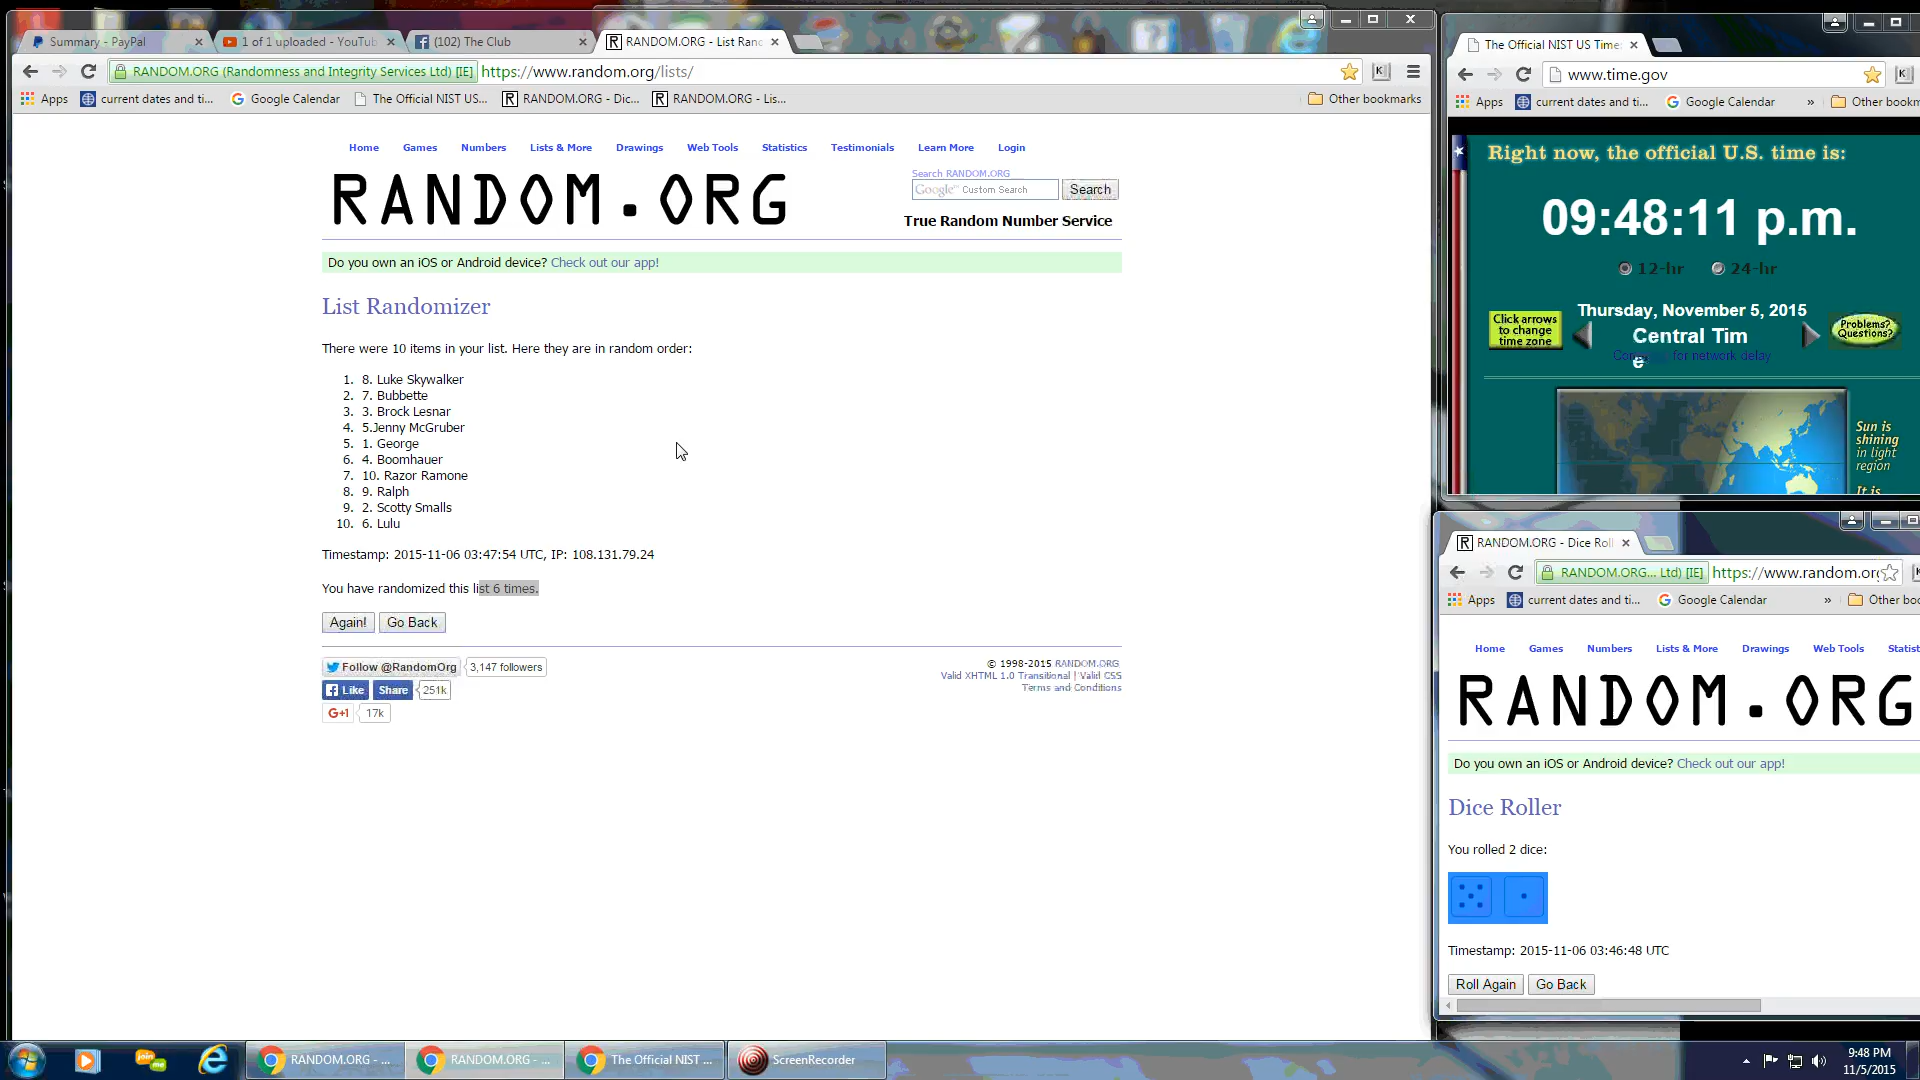 Summary - PayPal
1 of 1 uploaded - YouTub
(102) The Club
RANDOM.ORG - List Ran
RANDOM.ORG (Randomness and Integrity Services Ltd) [IE] https://www.random.org/lists/
Apps current dates and ti... Google Calendar The Official NIST US... RANDOM.ORG - Dic... RANDOM.ORG - Lis... Other bookmarks
Home Games Numbers Lists & More Drawings Web Tools Statistics Testimonials Learn More Login
RANDOM.ORG
Search RANDOM.ORG
Google™ Custom Search Search
True Random Number Service
Do you own an iOS or Android device? Check out our app!
List Randomizer
There were 10 items in your list. Here they are in random order:
1. 8. Luke Skywalker
2. 7. Bubbette
3. 3. Brock Lesnar
4. 5.Jenny McGruber
5. 1. George
6. 4. Boomhauer
7. 10. Razor Ramone
8. 9. Ralph
9. 2. Scotty Smalls
10. 6. Lulu
Timestamp: 2015-11-06 03:47:54 UTC, IP: 108.131.79.24
You have randomized this list 6 times.
Again! Go Back
Follow @RandomOrg 3,147 followers
Like Share 251k
G+1 17k
© 1998-2015 RANDOM.ORG
Valid XHTML 1.0 Transitional | Valid CSS
Terms and Conditions
The Official NIST US Time:
www.time.gov
Apps current dates and ti... Google Calendar » Other bookm
Right now, the official U.S. time is:
09:48:11 p.m.
12-hr 24-hr
Click arrows
to change
time zone
Thursday, November 5, 2015
Central Tim
e
for network delay
Problems?
Questions?
Sun is
shining
in light
region
It is
RANDOM.ORG - Dice Roll
RANDOM.ORG... Ltd) [IE] https://www.random.org
Apps current dates and ti... Google Calendar » Other boo
Home Games Numbers Lists & More Drawings Web Tools Statist
RANDOM.ORG
Do you own an iOS or Android device? Check out our app!
Dice Roller
You rolled 2 dice:
Timestamp: 2015-11-06 03:46:48 UTC
Roll Again Go Back
join
me
RANDOM.ORG - ...
RANDOM.ORG - ...
The Official NIST ...
ScreenRecorder
9:48 PM
11/5/2015